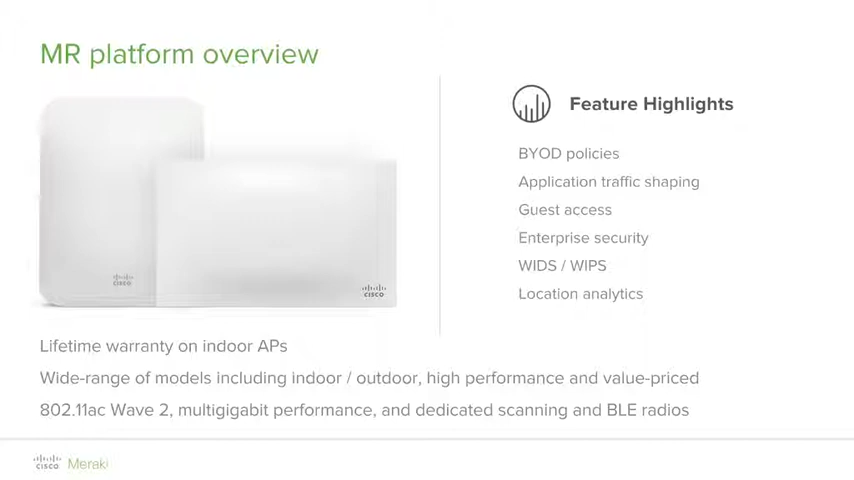 MR platform overview
CISCO
CISCO
Feature Highlights
BYOD policies
Application traffic shaping
Guest access
Enterprise security
WIDS / WIPS
Location analytics
Lifetime warranty on indoor APs
Wide-range of models including indoor / outdoor, high performance and value-priced
802.11ac Wave 2, multigigabit performance, and dedicated scanning and BLE radios
CISCO Meraki